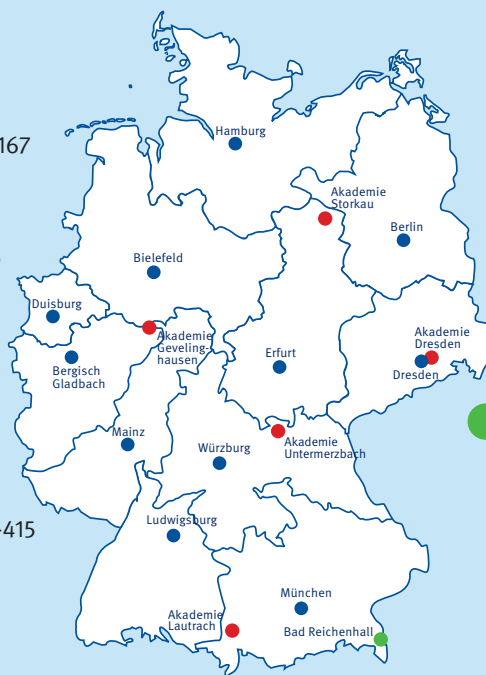 Hamburg
167
Akademie
Storkau
Berlin
Bielefeld
Duisburg
Akademie
Geveling-
hausen
Akademie
Dresden
Dresden
Erfurt
Bergisch
Gladbach
Mainz
Würzburg
Akademie
Untermerzbach
-415
Ludwigsburg
München
Akademie
Lautrach
Bad Reichenhall